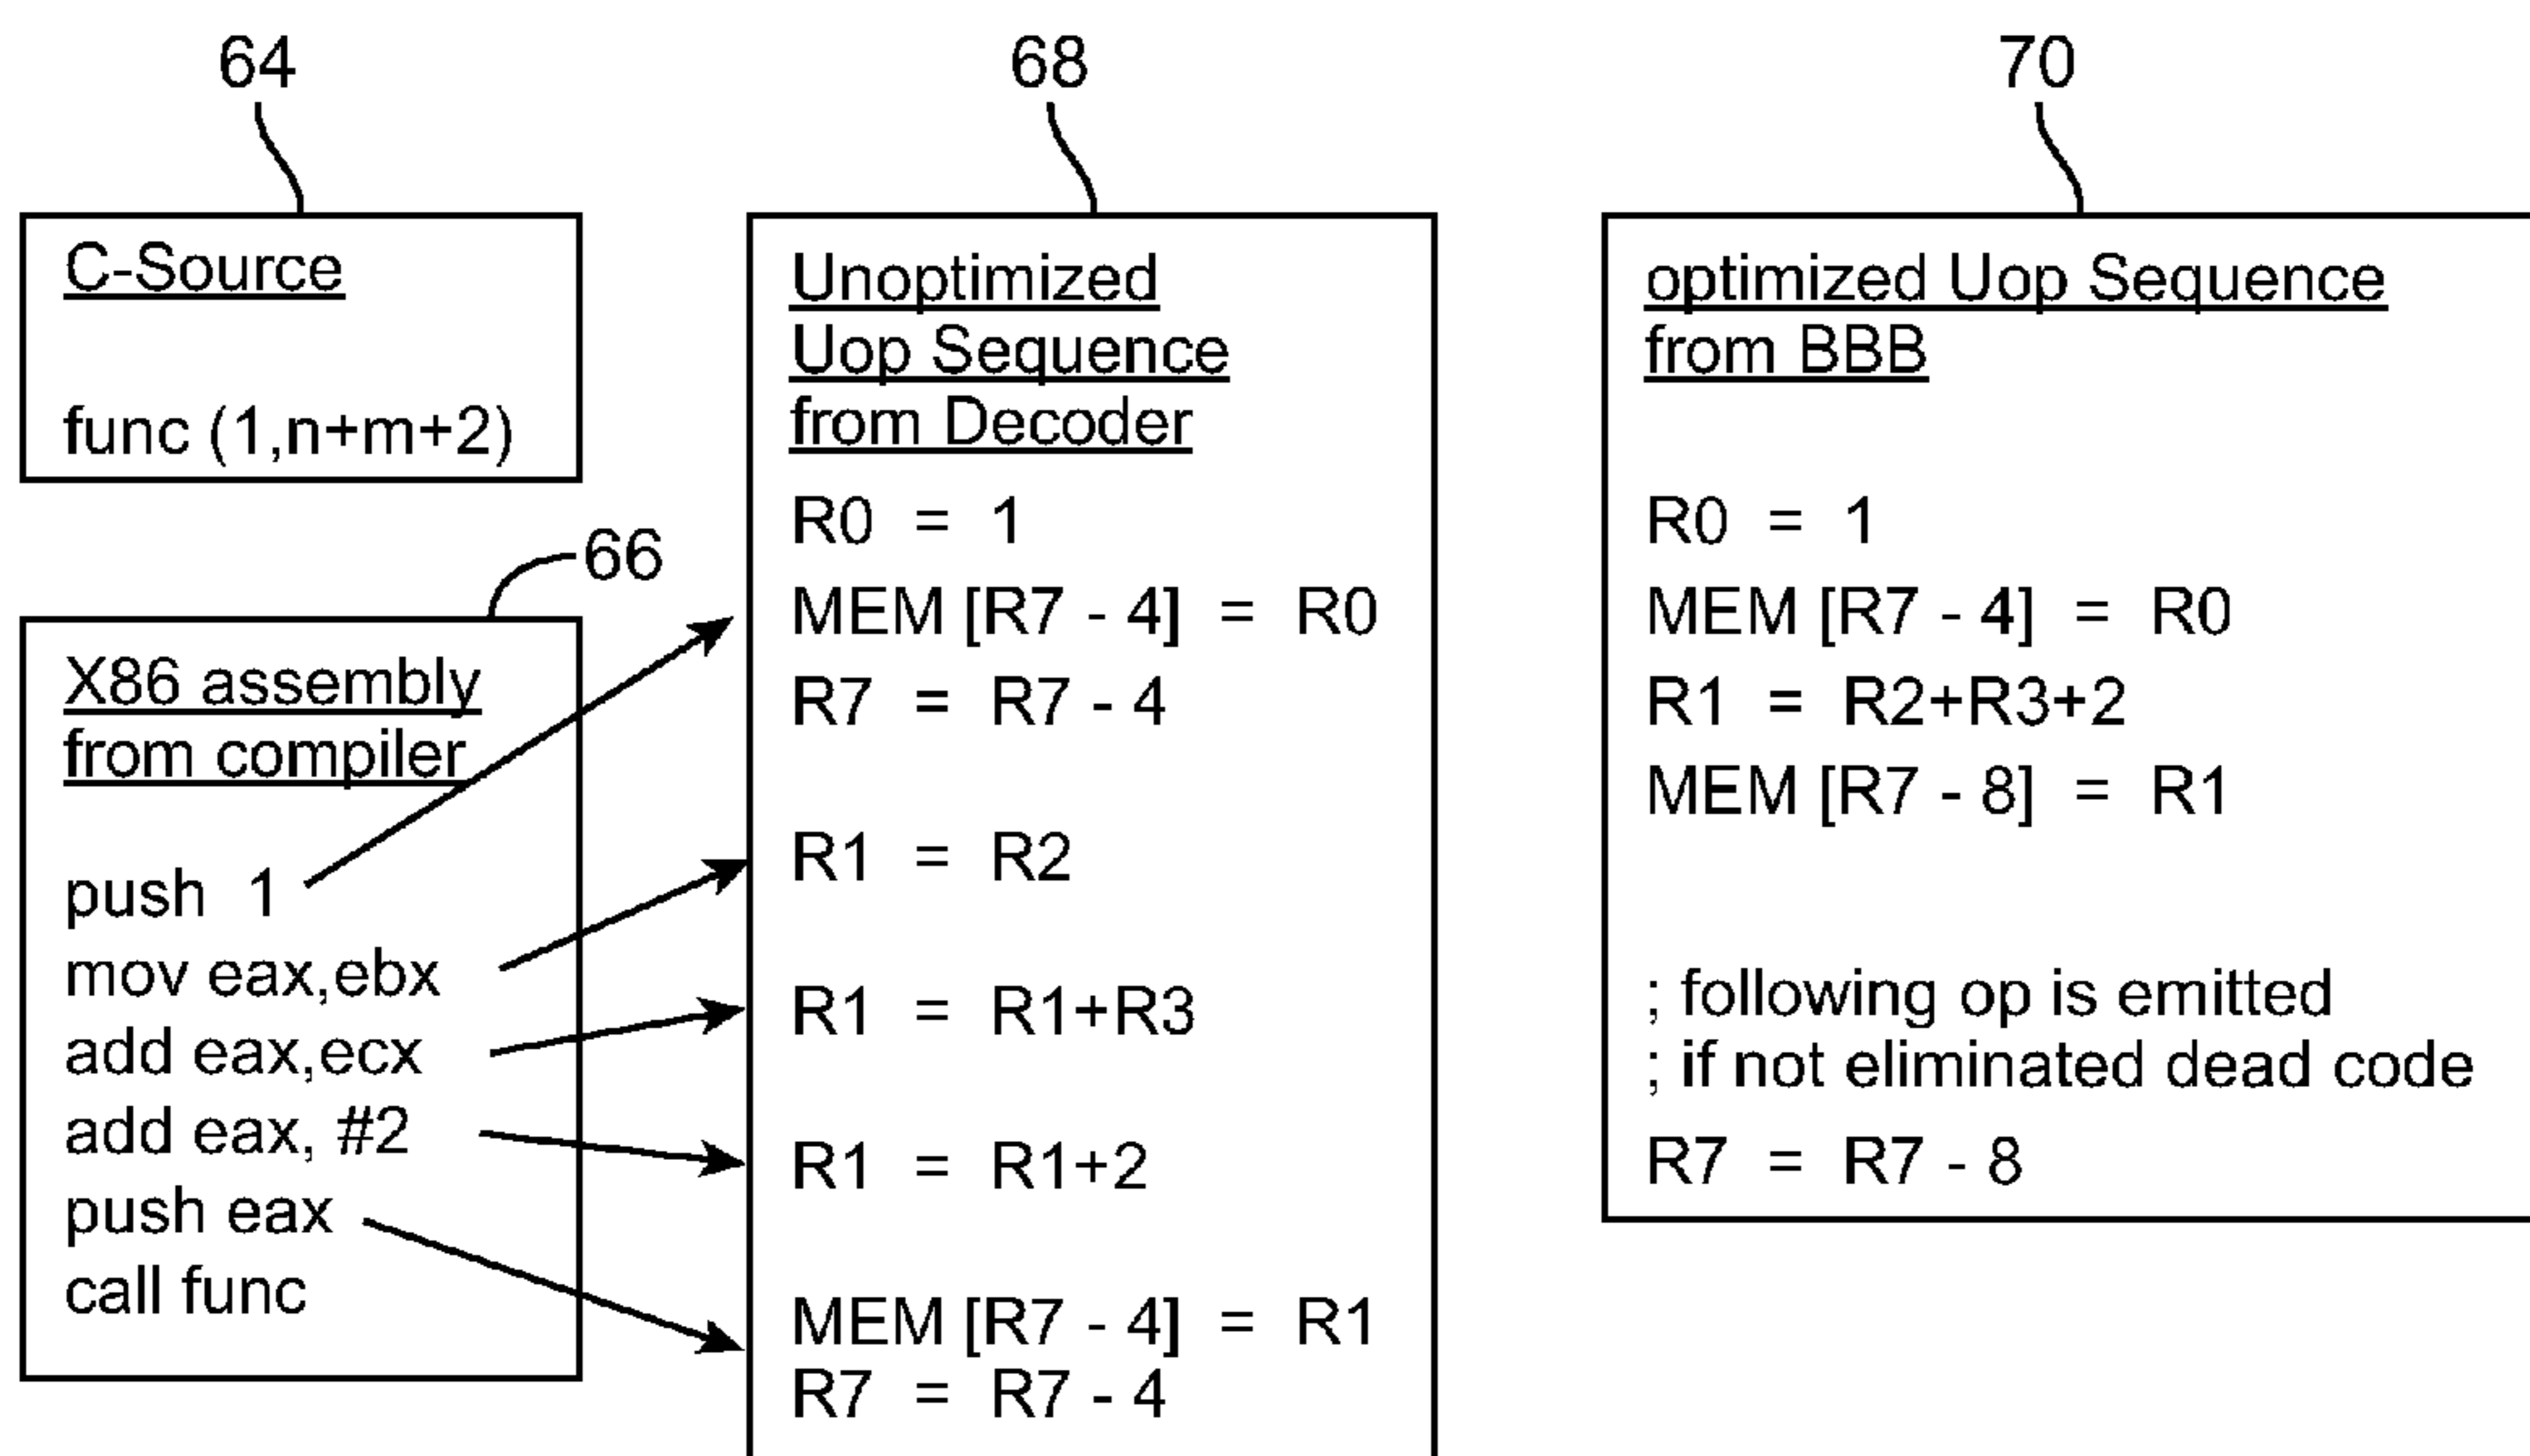 64
C-Source
func (1,n+m+2)
66
X86 assembly
from compiler
push 1
mov eax,ebx
add eax,ecx
add eax, #2
push eax
call func
68
Unoptimized
Uop Sequence
from Decoder
R0 = 1
MEM [R7 - 4] = R0
R7 = R7 - 4
R1 = R2
R1 = R1+R3
R1 = R1+2
MEM [R7 - 4] = R1
R7 = R7 - 4
70
optimized Uop Sequence
from BBB
R0 = 1
MEM [R7 - 4] = R0
R1 = R2+R3+2
MEM [R7 - 8] = R1
; following op is emitted
; if not eliminated dead code
R7 = R7 - 8